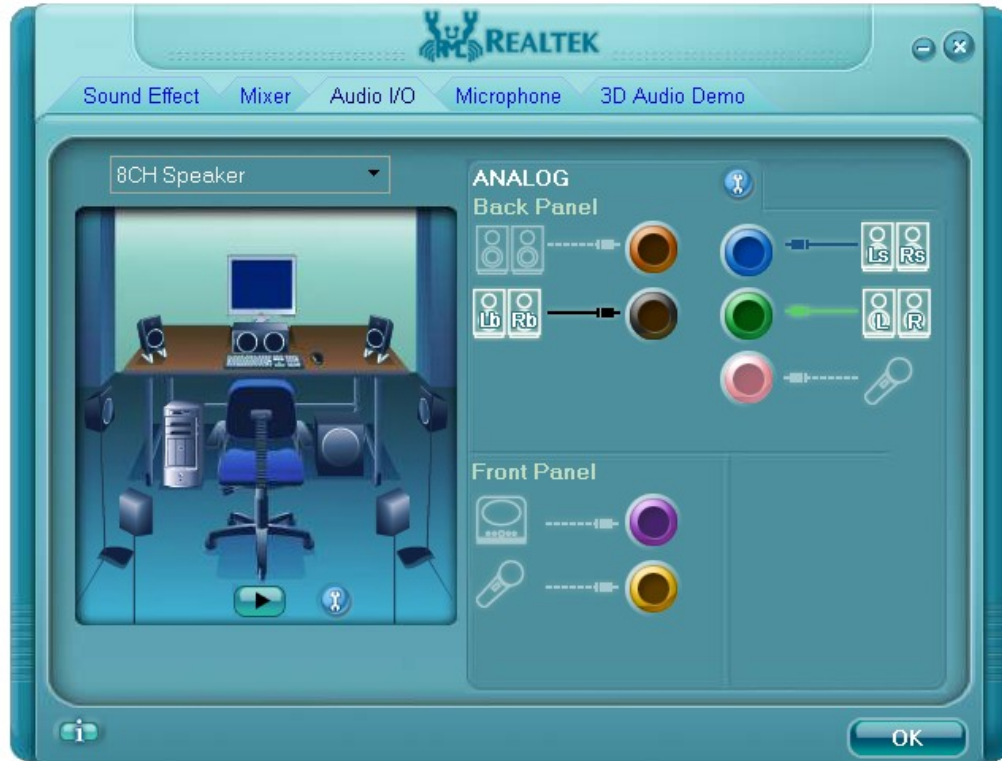 REALTEK
Sound Effect Mixer Audio I/O Microphone 3D Audio Demo
8CH Speaker
ANALOG
Back Panel
Ls Rs
Lb Rb
L R
Front Panel
i
OK